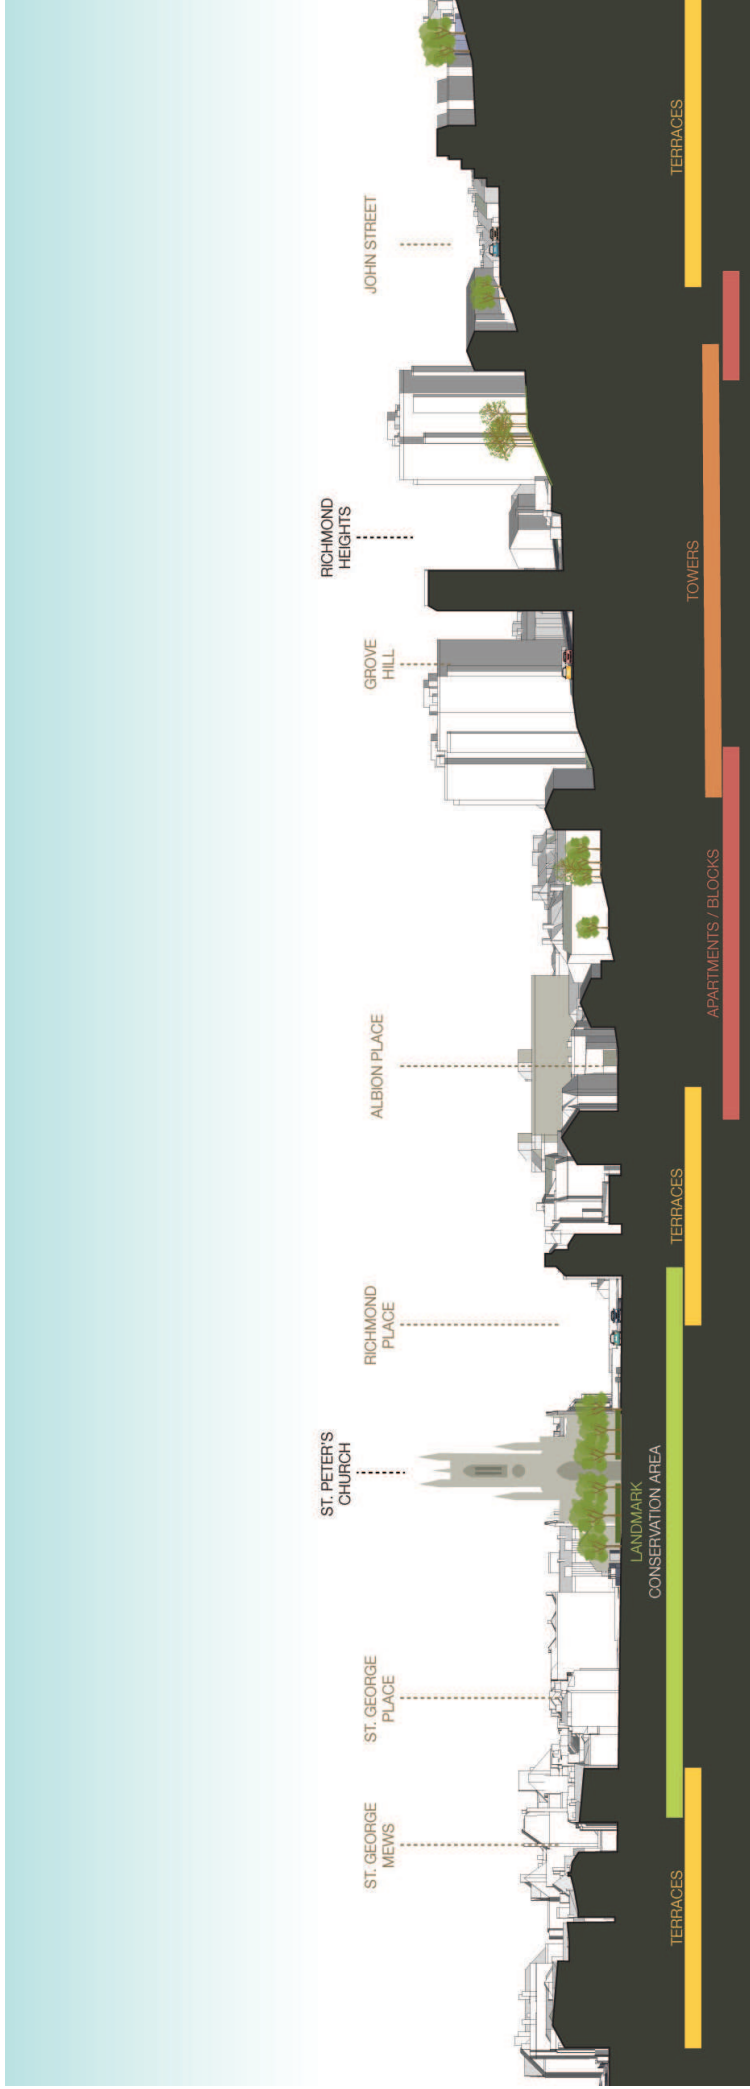 ST. GEORGE
MEWS
ST. GEORGE
PLACE
ST. PETER'S
CHURCH
RICHMOND
PLACE
ALBION PLACE
GROVE
HILL
RICHMOND
HEIGHTS
JOHN STREET
LANDMARK
CONSERVATION AREA
TERRACES
TERRACES
APARTMENTS / BLOCKS
TOWERS
TERRACES